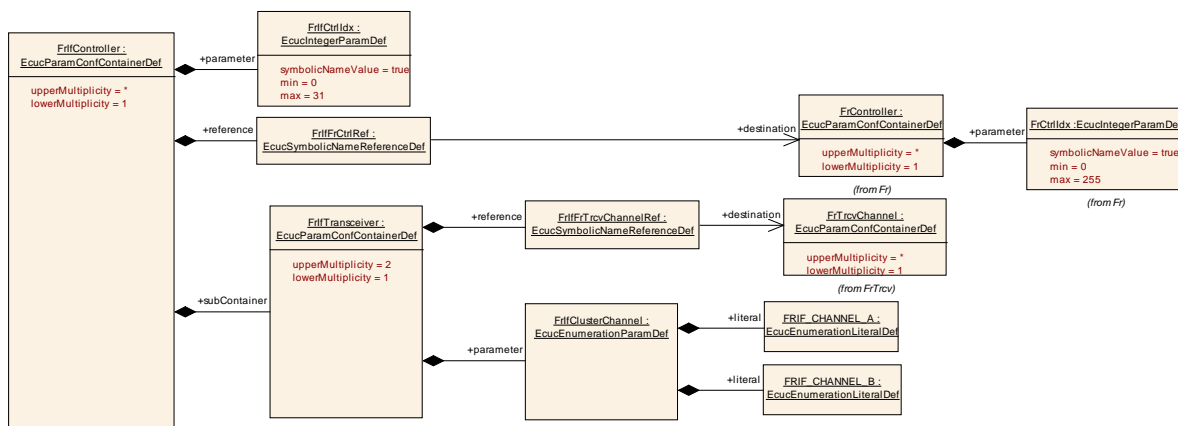 FrIfController :
EcucParamConfContainerDef
upperMultiplicity = *
lowerMultiplicity = 1
+parameter
FrIfCtrlIdx :
EcucIntegerParamDef
symbolicNameValue = true
min = 0
max = 31
+reference
FrIfFrCtrlRef :
EcucSymbolicNameReferenceDef
+destination
FrController :
EcucParamConfContainerDef
upperMultiplicity = *
lowerMultiplicity = 1
(from Fr)
+parameter
FrCtrlIdx :EcucIntegerParamDef
symbolicNameValue = true
min = 0
max = 255
(from Fr)
+subContainer
FrIfTransceiver :
EcucParamConfContainerDef
upperMultiplicity = 2
lowerMultiplicity = 1
+reference
FrIfFrTrcvChannelRef :
EcucSymbolicNameReferenceDef
+destination
FrTrcvChannel :
EcucParamConfContainerDef
upperMultiplicity = *
lowerMultiplicity = 1
(from FrTrcv)
+parameter
FrIfClusterChannel :
EcucEnumerationParamDef
+literal
FRIF_CHANNEL_A :
EcucEnumerationLiteralDef
+literal
FRIF_CHANNEL_B :
EcucEnumerationLiteralDef